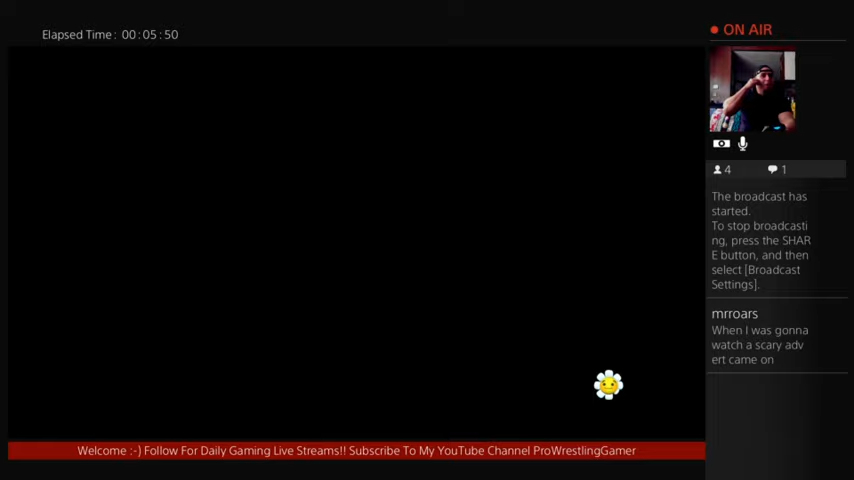 Elapsed Time: 00:05:50
ON AIR
4
1
The broadcast has
started.
To stop broadcasti
ng, press the SHAR
E button, and then
select [Broadcast
Settings].
mrroars
When I was gonna
watch a scary adv
ert came on
Welcome :-) Follow For Daily Gaming Live Streams!! Subscribe To My YouTube Channel ProWrestlingGamer